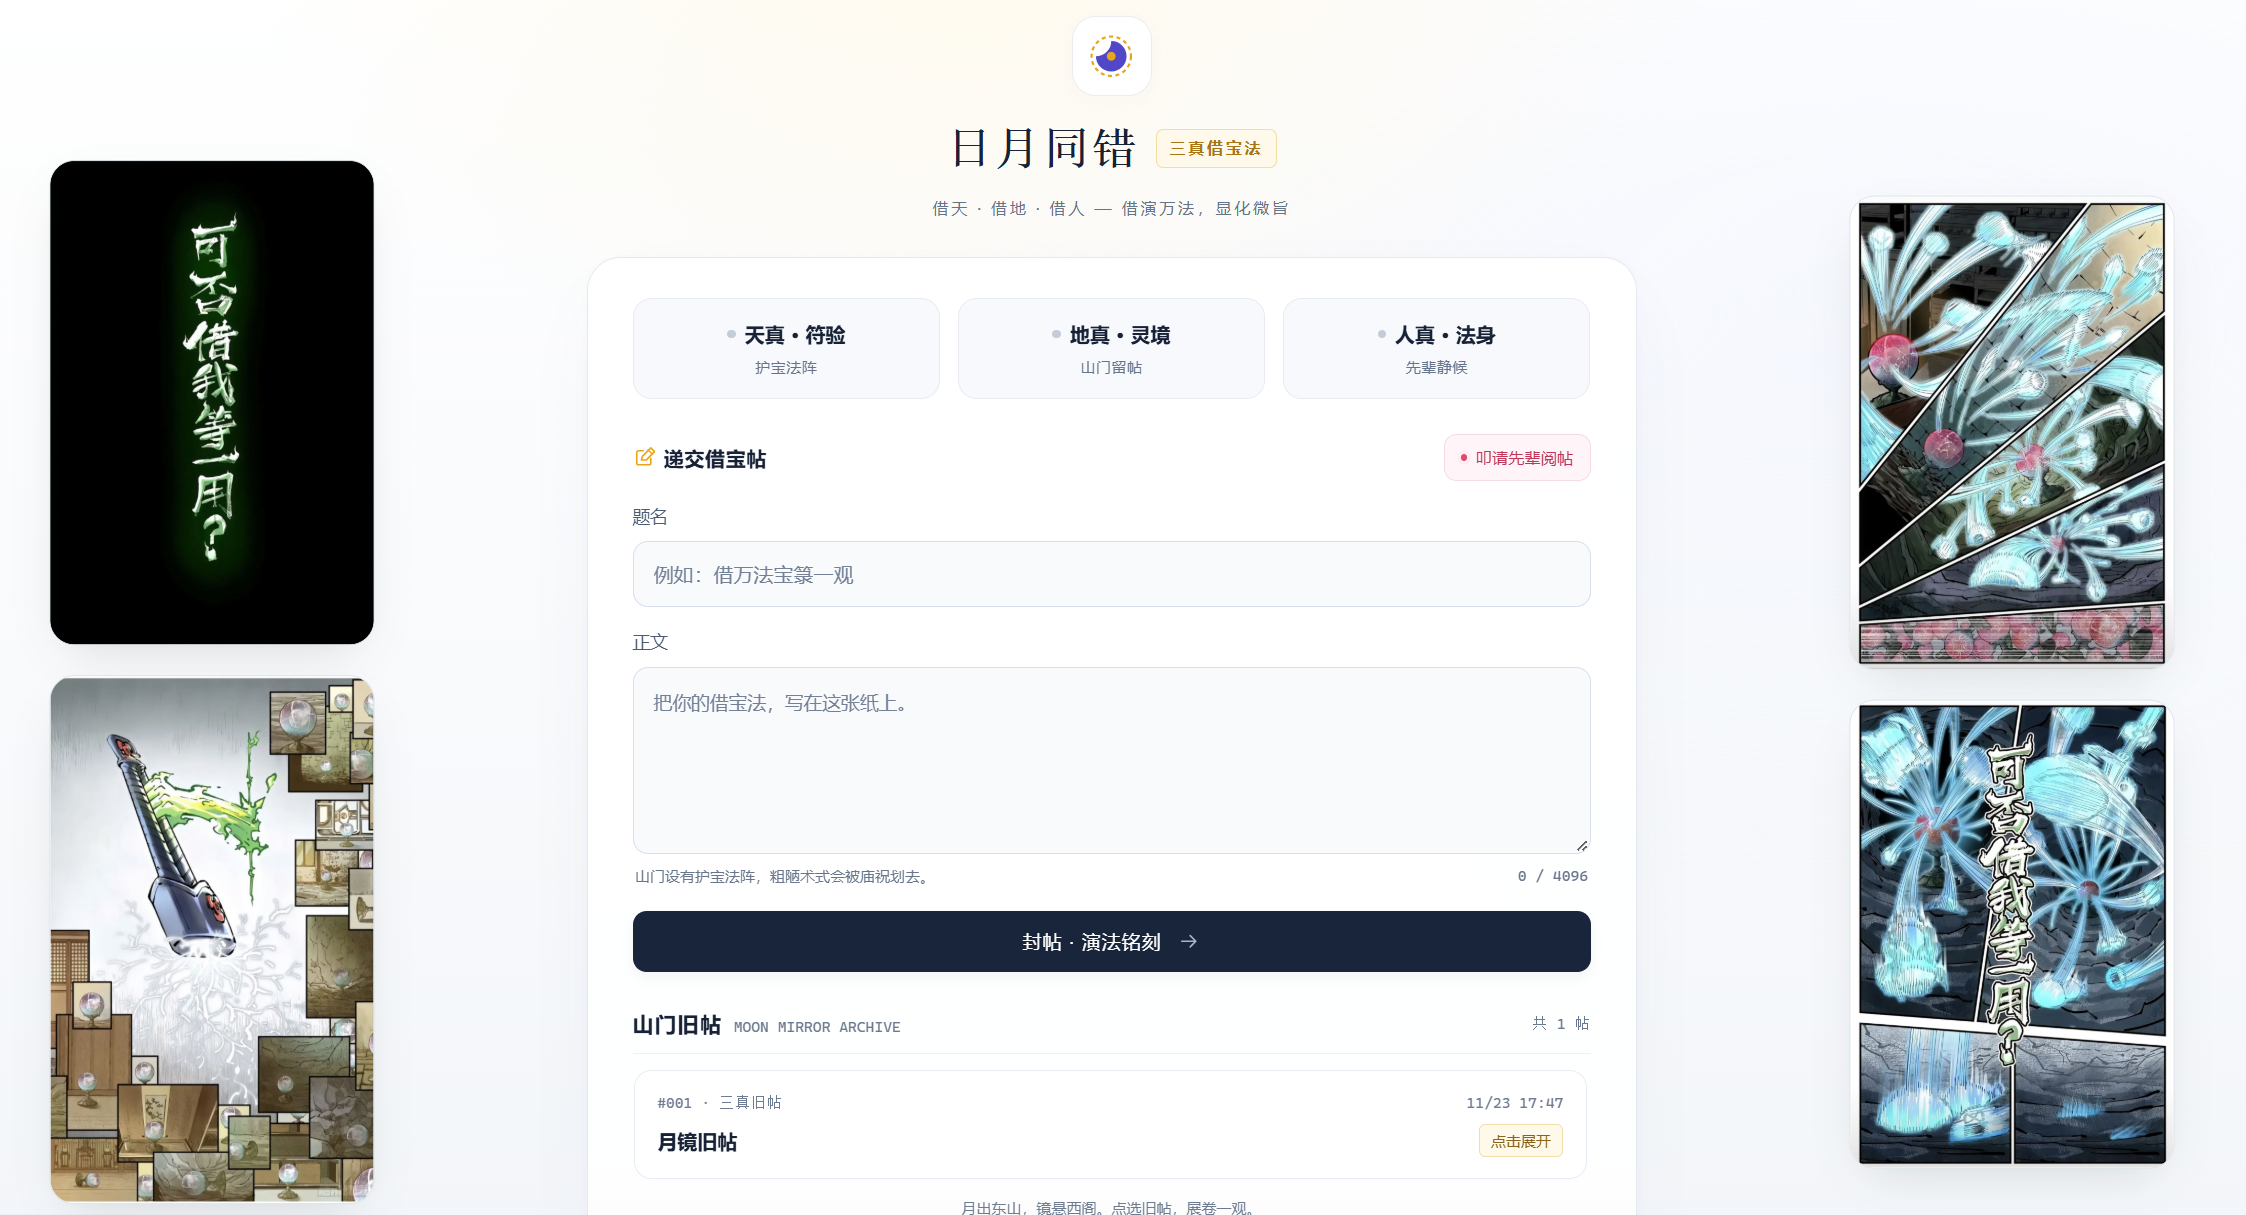 日月同错 三真借宝法
借天 · 借地 · 借人 — 借演万法，显化微旨
可否借我等一用？
天真 • 符验
护宝法阵
地真 • 灵境
山门留帖
人真 • 法身
先辈静候
递交借宝帖
叩请先辈阅帖
题名
例如：借万法宝箓一观
正文
把你的借宝法，写在这张纸上。
山门设有护宝法阵，粗陋术式会被庙祝划去。
0 / 4096
封帖 · 演法铭刻 →
山门旧帖 MOON MIRROR ARCHIVE
共 1 帖
#001 · 三真旧帖
11/23 17:47
月镜旧帖
点击展开
月出东山，镜悬西阁。点选旧帖，展卷一观。
可否借我等一用？